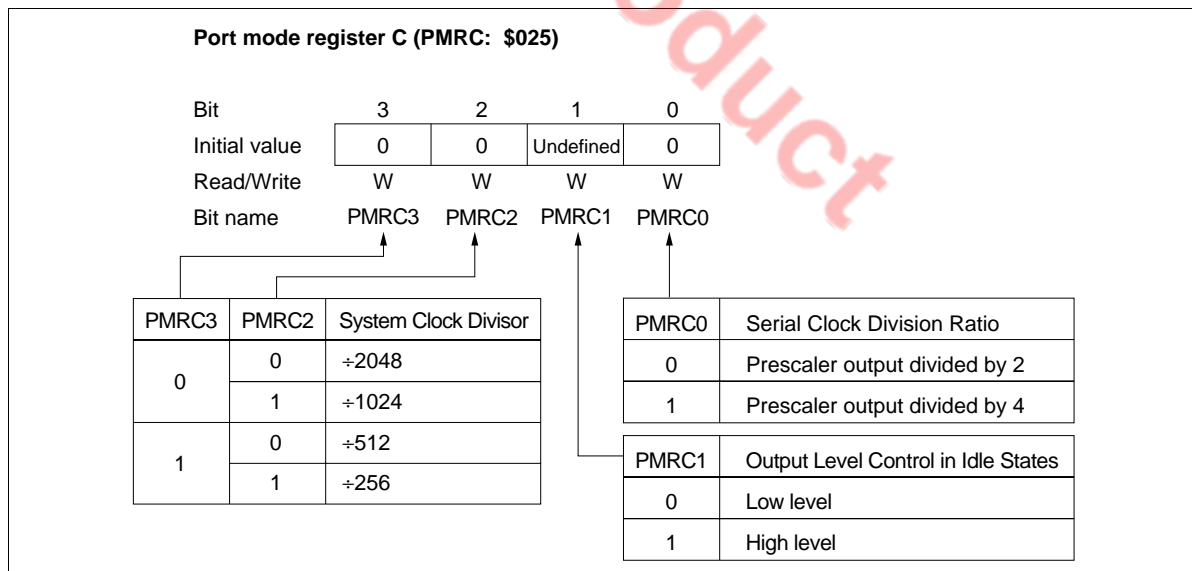 Port mode register C (PMRC: $025)
Bit 3 2 1 0
Initial value 0 0 Undefined 0
Read/Write W W W W
Bit name PMRC3 PMRC2 PMRC1 PMRC0
PMRC3 PMRC2 System Clock Divisor
0 0 ÷2048
1 ÷1024
1 0 ÷512
1 ÷256
PMRC0 Serial Clock Division Ratio
0 Prescaler output divided by 2
1 Prescaler output divided by 4
PMRC1 Output Level Control in Idle States
0 Low level
1 High level